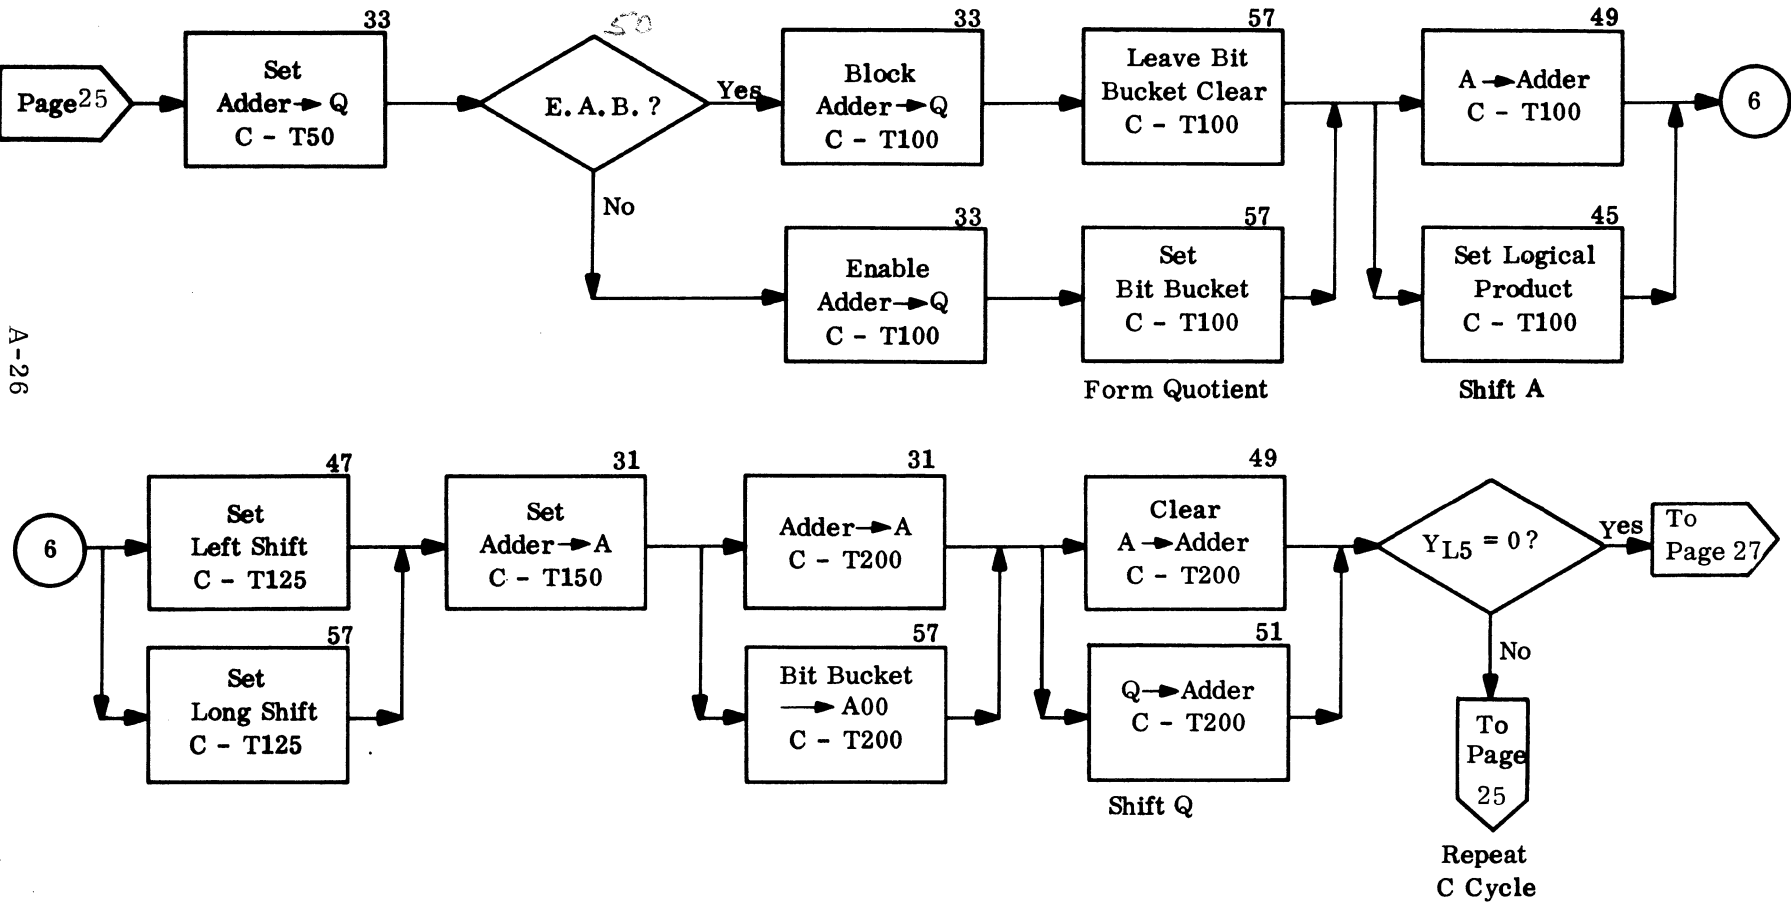 Page 25
33
Set
Adder → Q
C - T50
50
E. A. B. ?
Yes
No
33
Block
Adder → Q
C - T100
57
Leave Bit
Bucket Clear
C - T100
49
A → Adder
C - T100
6
33
Enable
Adder → Q
C - T100
57
Set
Bit Bucket
C - T100
Form Quotient
45
Set Logical
Product
C - T100
Shift A
A-26
6
47
Set
Left Shift
C - T125
57
Set
Long Shift
C - T125
31
Set
Adder → A
C - T150
31
Adder → A
C - T200
57
Bit Bucket
→ A00
C - T200
49
Clear
A → Adder
C - T200
51
Q → Adder
C - T200
Shift Q
YL5 = 0?
Yes
To
Page 27
No
To
Page
25
Repeat
C Cycle